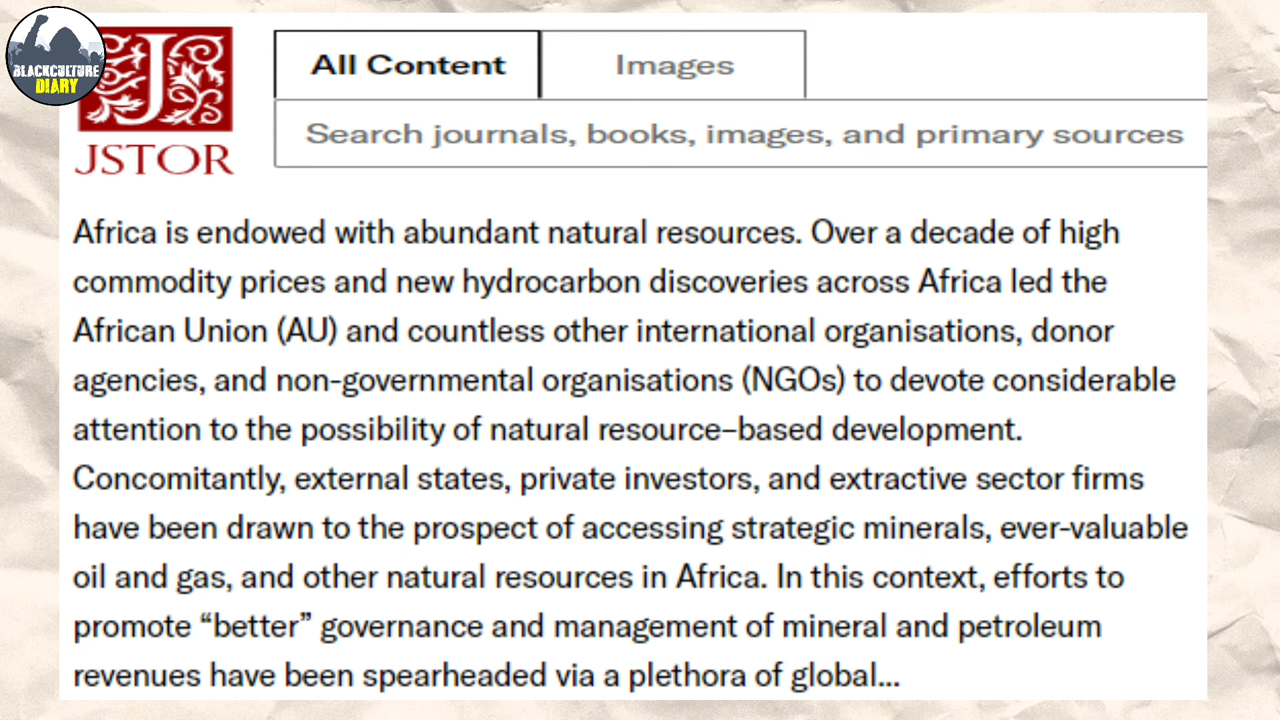 BLACKCULTURE
DIARY
JSTOR
All Content
Images
Search journals, books, images, and primary sources
Africa is endowed with abundant natural resources. Over a decade of high
commodity prices and new hydrocarbon discoveries across Africa led the
African Union (AU) and countless other international organisations, donor
agencies, and non-governmental organisations (NGOs) to devote considerable
attention to the possibility of natural resource–based development.
Concomitantly, external states, private investors, and extractive sector firms
have been drawn to the prospect of accessing strategic minerals, ever-valuable
oil and gas, and other natural resources in Africa. In this context, efforts to
promote “better” governance and management of mineral and petroleum
revenues have been spearheaded via a plethora of global...